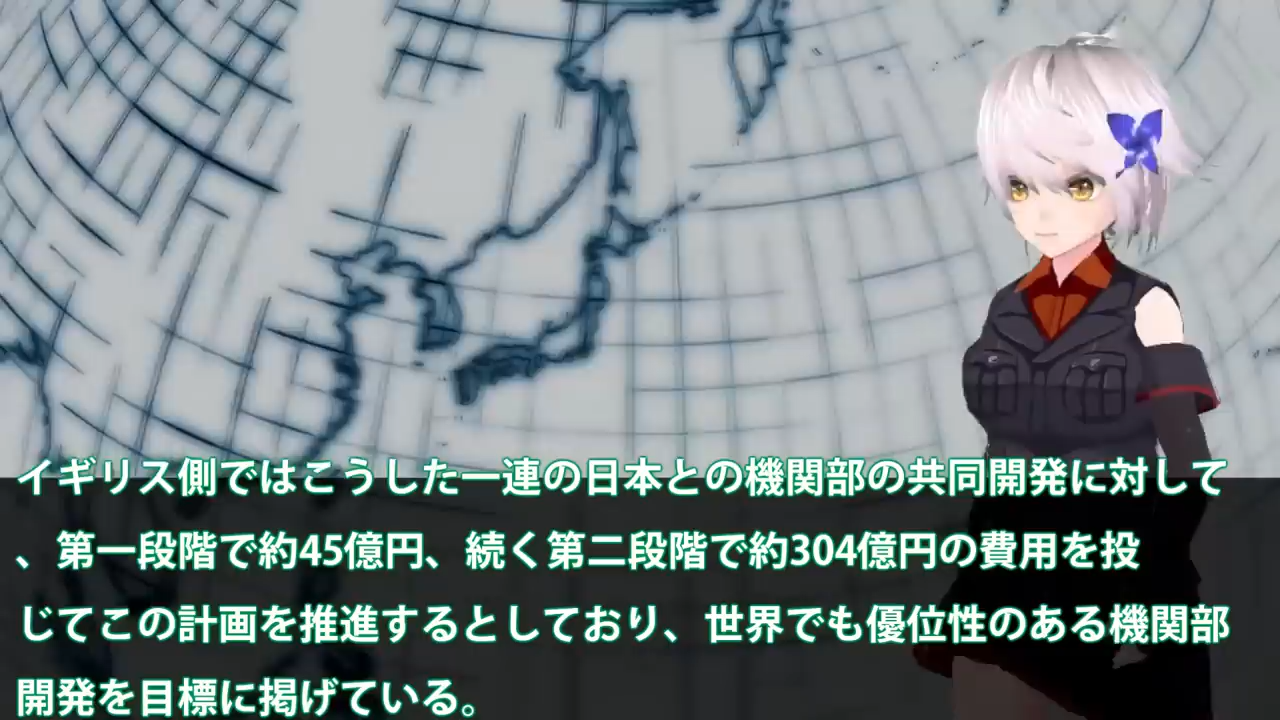 イギリス側ではこうした一連の日本との機関部の共同開発に対して
、第一段階で約45億円、続く第二段階で約304億円の費用を投
じてこの計画を推進するとしており、世界でも優位性のある機関部
開発を目標に掲げている。